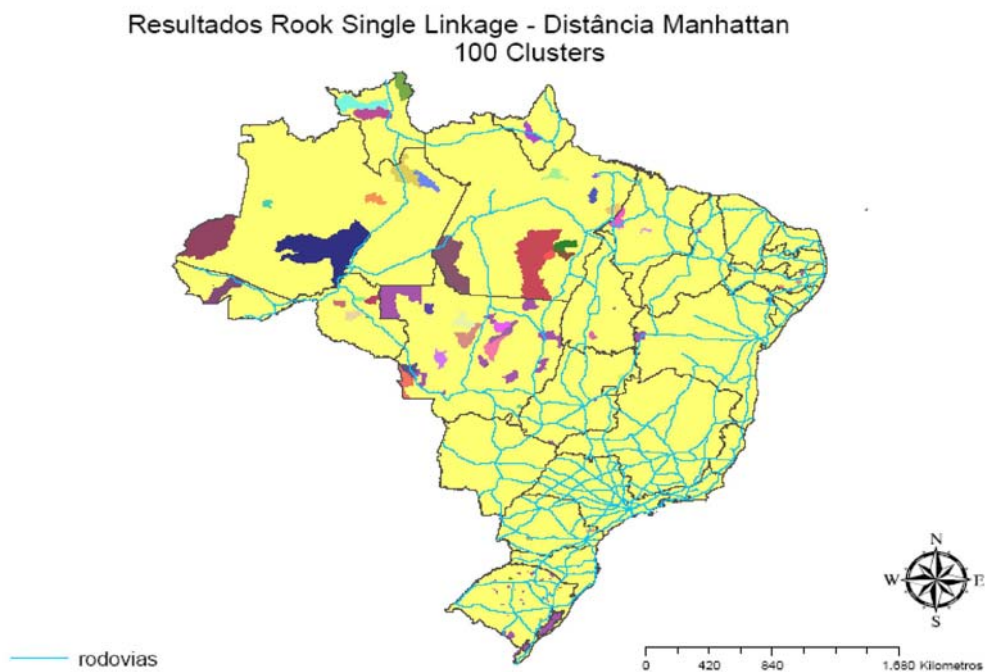 Resultados Rook Single Linkage - Distância Manhattan
100 Clusters
N
W
E
S
rodovias
0 420 840 1.680 Kilometros